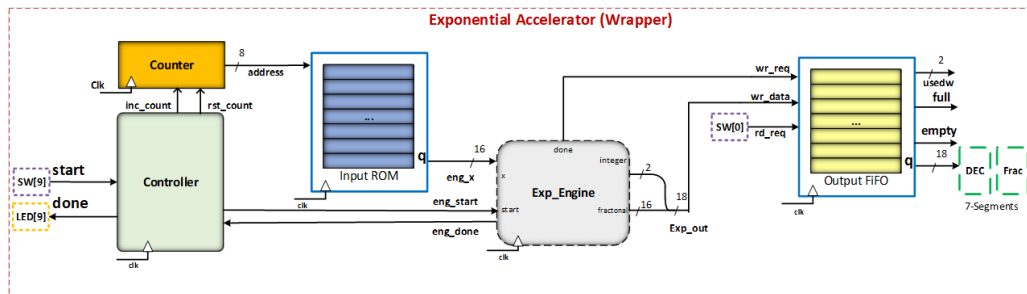 Exponential Accelerator (Wrapper)
Counter
Clk
8
address
inc_count
rst_count
Controller
start
SW[9]
done
LED[9]
clk
...
Input ROM
q
clk
16
eng_x
eng_start
eng_done
done
integer
x
Exp_Engine
start
fractonal
clk
2
16
18
Exp_out
wr_req
wr_data
SW[0]
rd_req
...
Output FIFO
q
clk
2
usedw
full
empty
18
DEC
Frac
7-Segments